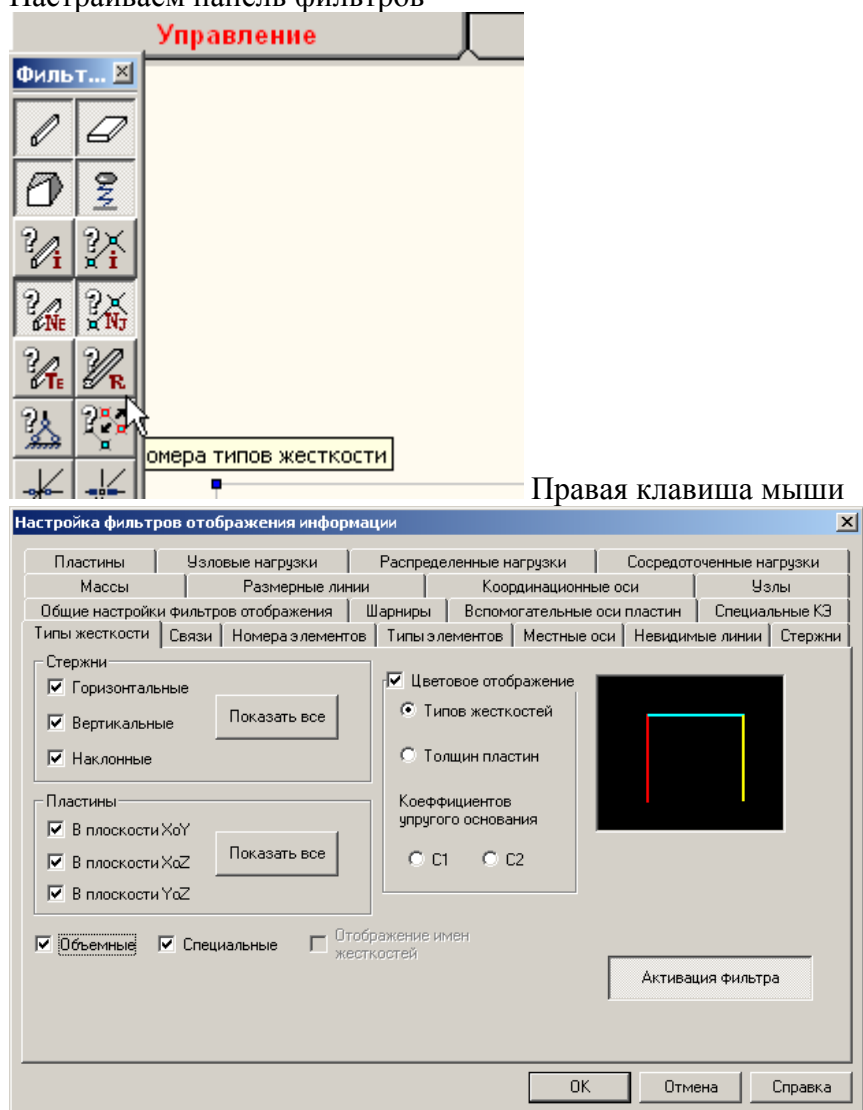 Настраиваем панель фильтров
Управление
Фильт...
i i
NE NJ
TE R
омера типов жесткости
Правая клавиша мыши
Настройка фильтров отображения информации
Пластины Узловые нагрузки Распределенные нагрузки Сосредоточенные нагрузки
Массы Размерные линии Координационные оси Узлы
Общие настройки фильтров отображения Шарниры Вспомогательные оси пластин Специальные КЭ
Типы жесткости Связи Номера элементов Типы элементов Местные оси Невидимые линии Стержни
Стержни
Горизонтальные
Вертикальные
Наклонные
Показать все
Пластины
В плоскости XoY
В плоскости XoZ
В плоскости YoZ
Показать все
Объемные Специальные Отображение имен
жесткостей
Цветовое отображение
Типов жесткостей
Толщин пластин
Коеффициентов
упругого основания
C1 C2
Активация фильтра
OK Отмена Справка